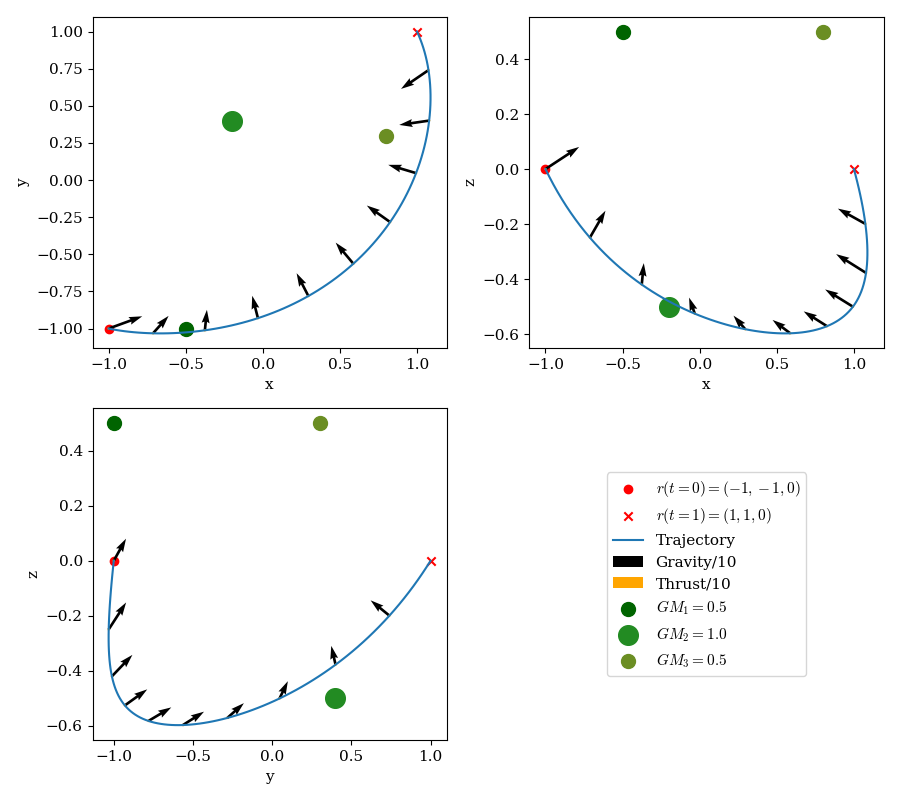 1.00
0.75
0.50
0.25
0.00
−0.25
−0.50
−0.75
−1.00
y
−1.0 −0.5 0.0 0.5 1.0
x
0.4
0.2
0.0
−0.2
−0.4
−0.6
z
−1.0 −0.5 0.0 0.5 1.0
x
0.4
0.2
0.0
−0.2
−0.4
−0.6
z
−1.0 −0.5 0.0 0.5 1.0
y
r(t = 0) = (−1, −1, 0)
r(t = 1) = (1, 1, 0)
Trajectory
Gravity/10
Thrust/10
GM₁ = 0.5
GM₂ = 1.0
GM₃ = 0.5